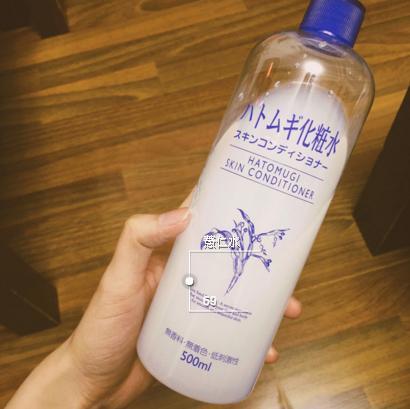 ハトムギ化粧水
スキンコンディショナー
HATOMUGI
SKIN CONDITIONER
薏仁水
69
無香料・無着色・低刺激性
500ml